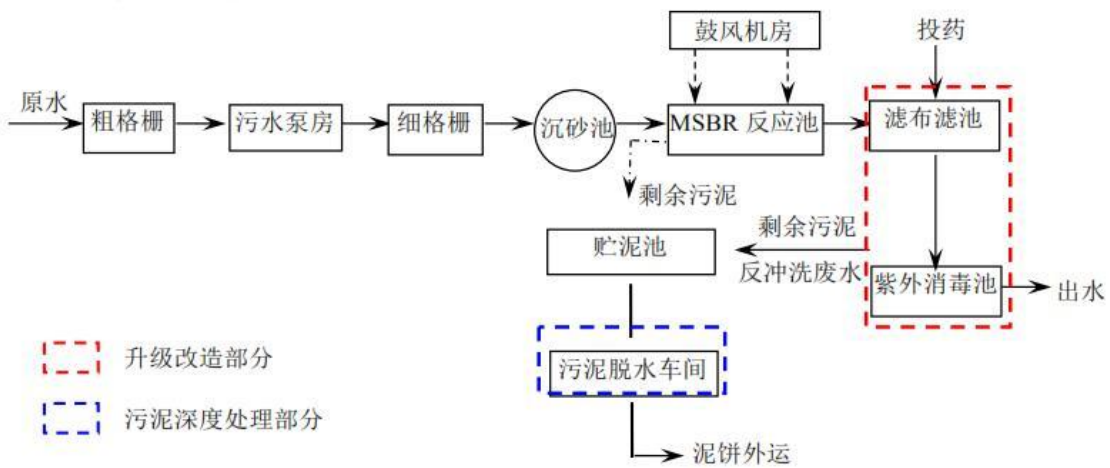 鼓风机房
投药
原水
粗格栅
污水泵房
细格栅
沉砂池
MSBR 反应池
滤布滤池
剩余污泥
贮泥池
剩余污泥
反冲洗废水
紫外消毒池
出水
升级改造部分
污泥脱水车间
污泥深度处理部分
泥饼外运